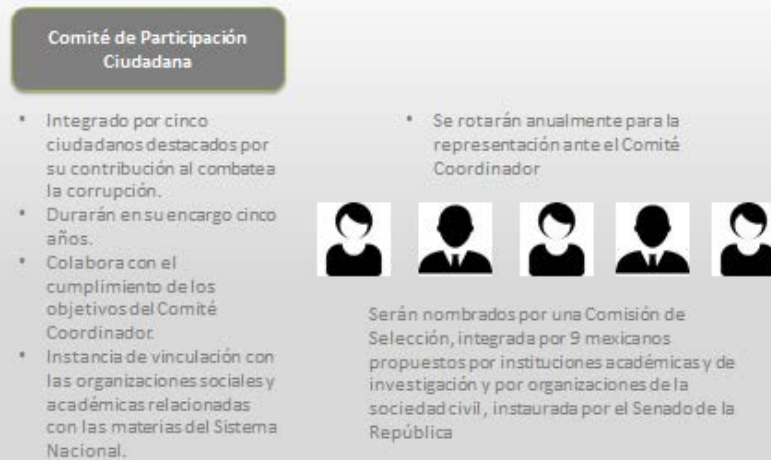 Comité de Participación
Ciudadana
• Integrado por cinco
ciudadanos destacados por
su contribución al combate a
la corrupción.
• Durarán en su encargo cinco
años.
• Colabora con el
cumplimiento de los
objetivos del Comité
Coordinador.
• Instancia de vinculación con
las organizaciones sociales y
académicas relacionadas
con las materias del Sistema
Nacional.
• Se rotarán anualmente para la
representación ante el Comité
Coordinador
Serán nombrados por una Comisión de
Selección, integrada por 9 mexicanos
propuestos por instituciones académicas y de
investigación y por organizaciones de la
sociedad civil, instaurada por el Senado de la
República